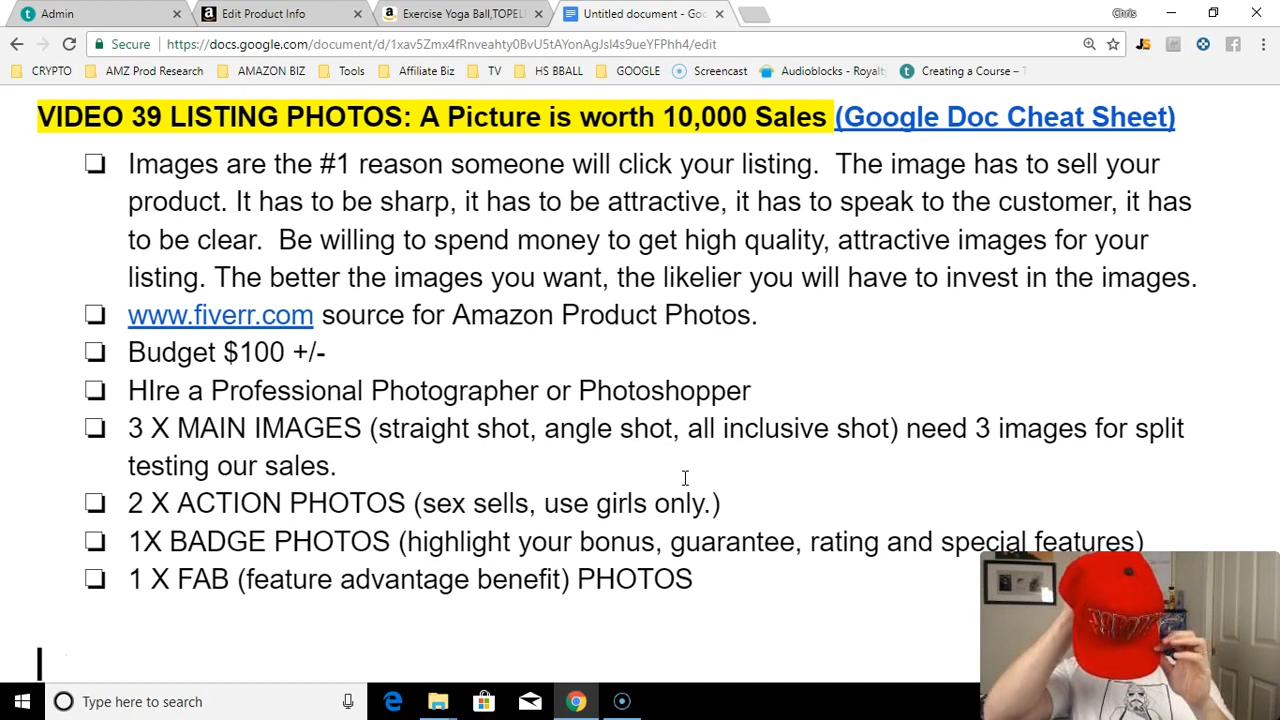 Admin
Edit Product Info
Exercise Yoga Ball,TOPELE
Untitled document - Goo
Chris
Secure
https://docs.google.com/document/d/1xav5Zmx4fRnveahty0BvU5tAYonAgJsI4s9ueYFPhh4/edit
CRYPTO
AMZ Prod Research
AMAZON BIZ
Tools
Affiliate Biz
TV
HS BBALL
GOOGLE
Screencast
Audioblocks - Royalty
Creating a Course –
VIDEO 39 LISTING PHOTOS: A Picture is worth 10,000 Sales (Google Doc Cheat Sheet)
Images are the #1 reason someone will click your listing. The image has to sell your
product. It has to be sharp, it has to be attractive, it has to speak to the customer, it has
to be clear. Be willing to spend money to get high quality, attractive images for your
listing. The better the images you want, the likelier you will have to invest in the images.
www.fiverr.com source for Amazon Product Photos.
Budget $100 +/-
HIre a Professional Photographer or Photoshopper
3 X MAIN IMAGES (straight shot, angle shot, all inclusive shot) need 3 images for split
testing our sales.
2 X ACTION PHOTOS (sex sells, use girls only.)
1X BADGE PHOTOS (highlight your bonus, guarantee, rating and special features)
1 X FAB (feature advantage benefit) PHOTOS
Type here to search